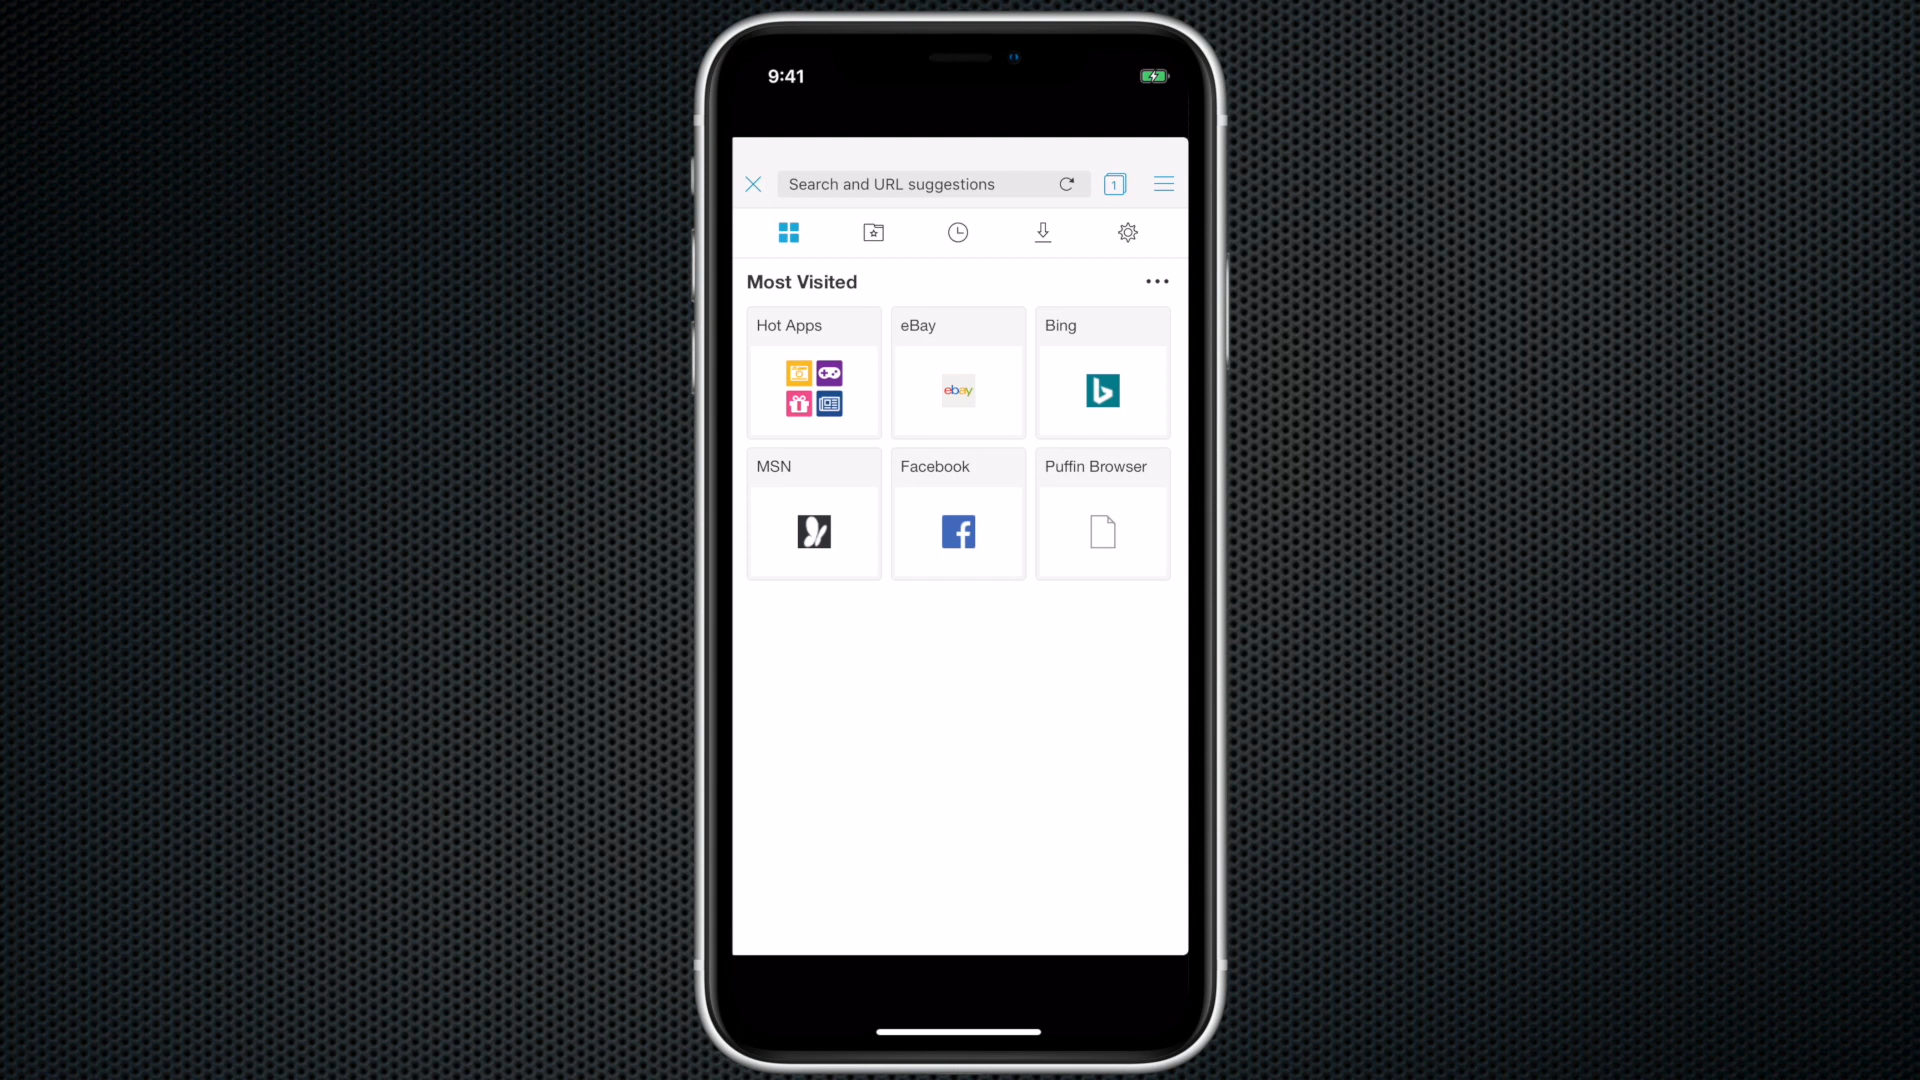 9:41
Search and URL suggestions
1
Most Visited
Hot Apps
eBay
Bing
ebay
MSN
Facebook
Puffin Browser